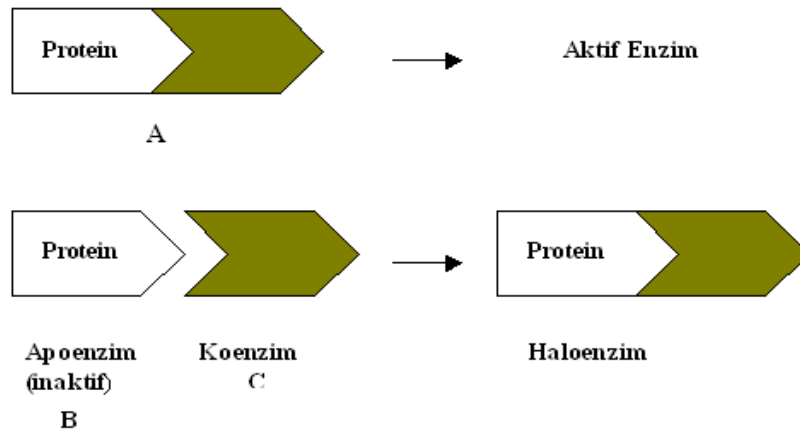 Protein
Aktif Enzim
A
Protein
Protein
Apoenzim
(inaktif)
B
Koenzim
C
Haloenzim